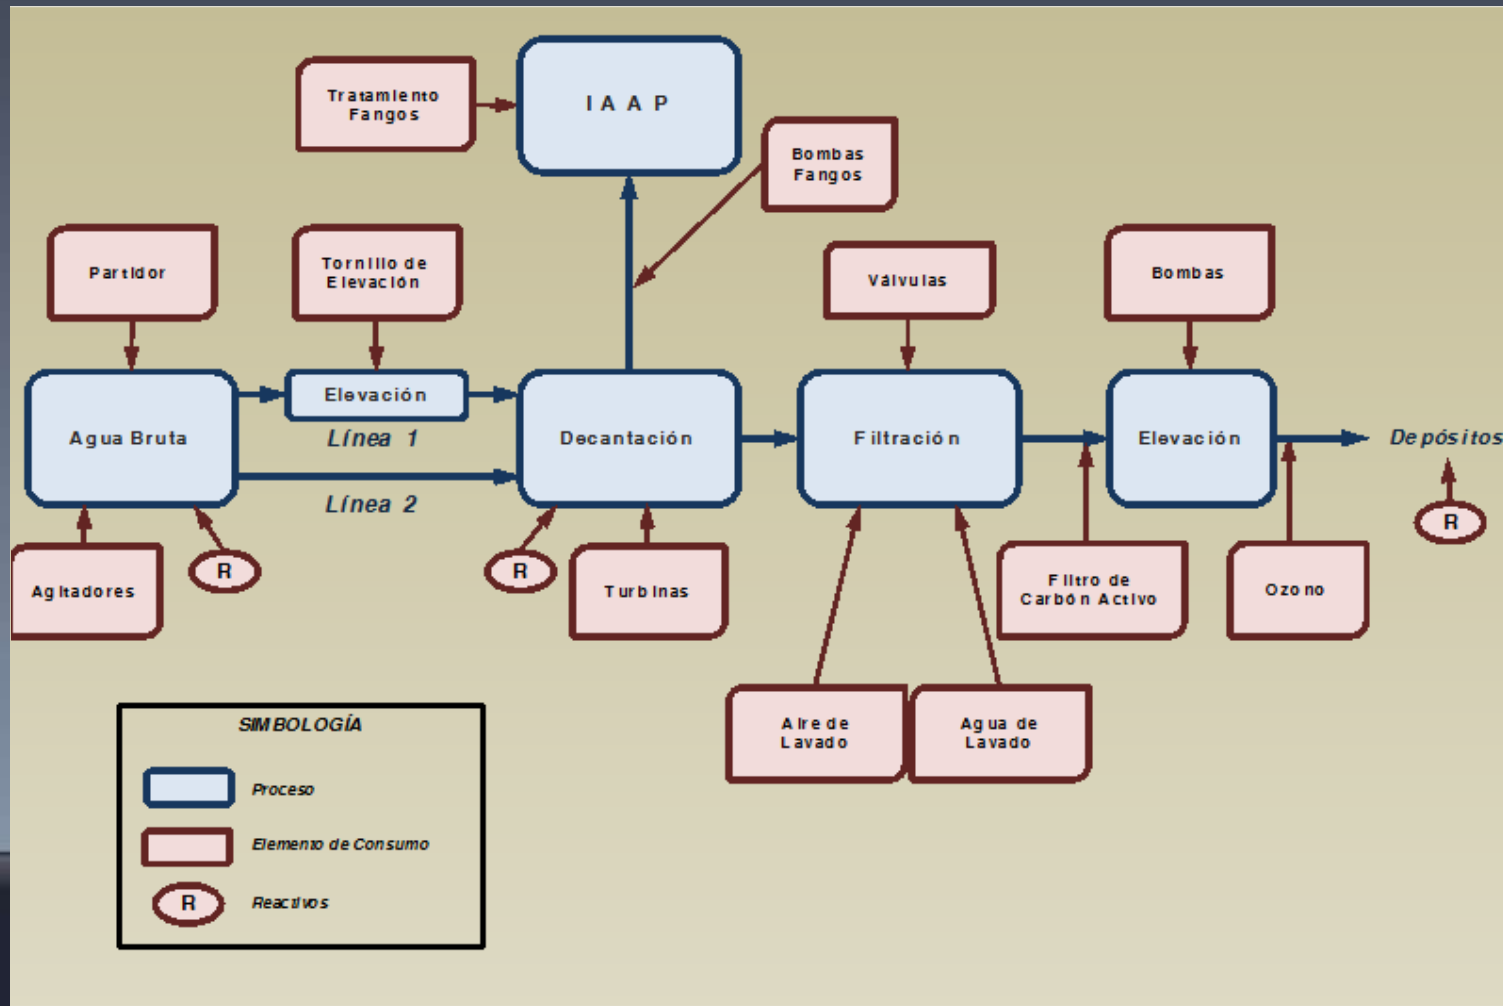 Tratamiento
Fangos
I A A P
Bombas
Fangos
Partidor
Tornillo de
Elevación
Válvulas
Bombas
Agua Bruta
Elevación
Línea 1
Línea 2
Decantación
Filtración
Elevación
Depósitos
Agitadores
R
R
Turbinas
Filtro de
Carbón Activo
Ozono
R
Aire de
Lavado
Agua de
Lavado
SIMBOLOGÍA
Proceso
Elemento de Consumo
R
Reactivos